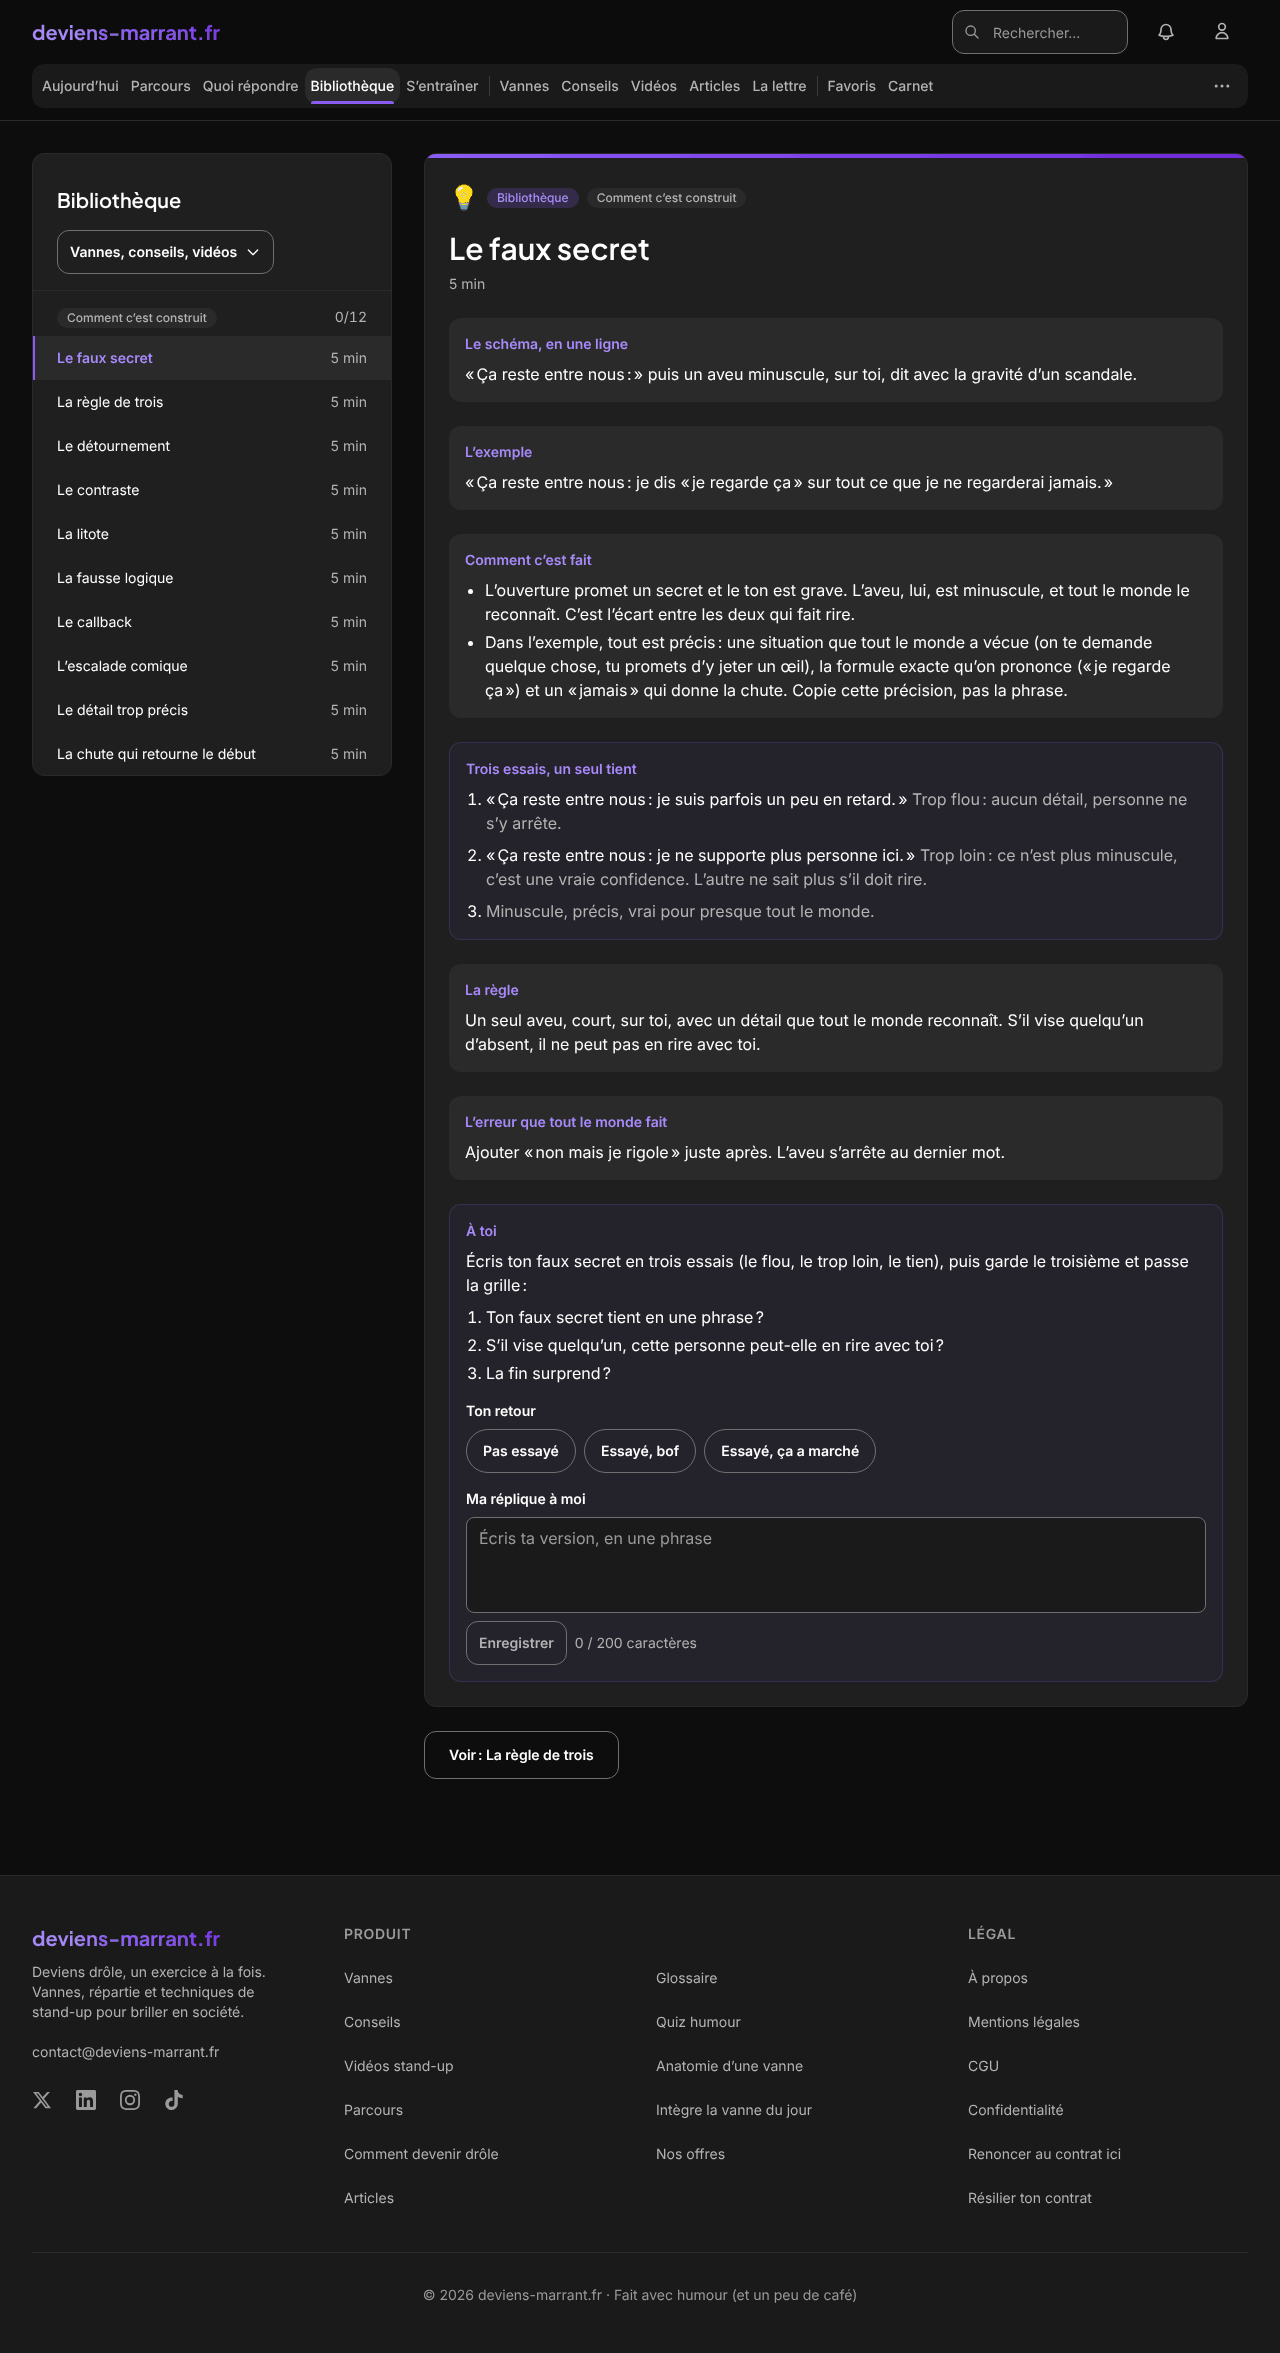 deviens-marrant.fr
Rechercher...
Aujourd’hui
Parcours
Quoi répondre
Bibliothèque
S’entraîner
Vannes
Conseils
Vidéos
Articles
La lettre
Favoris
Carnet
Bibliothèque
Vannes, conseils, vidéos
Comment c’est construit 0/12
Le faux secret 5 min
La règle de trois 5 min
Le détournement 5 min
Le contraste 5 min
La litote 5 min
La fausse logique 5 min
Le callback 5 min
L’escalade comique 5 min
Le détail trop précis 5 min
La chute qui retourne le début 5 min
Bibliothèque
Comment c’est construit
Le faux secret
5 min
Le schéma, en une ligne
« Ça reste entre nous : » puis un aveu minuscule, sur toi, dit avec la gravité d’un scandale.
L’exemple
« Ça reste entre nous : je dis « je regarde ça » sur tout ce que je ne regarderai jamais. »
Comment c’est fait
• L’ouverture promet un secret et le ton est grave. L’aveu, lui, est minuscule, et tout le monde le
reconnaît. C’est l’écart entre les deux qui fait rire.
• Dans l’exemple, tout est précis : une situation que tout le monde a vécue (on te demande
quelque chose, tu promets d’y jeter un œil), la formule exacte qu’on prononce (« je regarde
ça ») et un « jamais » qui donne la chute. Copie cette précision, pas la phrase.
Trois essais, un seul tient
1. « Ça reste entre nous : je suis parfois un peu en retard. » Trop flou : aucun détail, personne ne
s’y arrête.
2. « Ça reste entre nous : je ne supporte plus personne ici. » Trop loin : ce n’est plus minuscule,
c’est une vraie confidence. L’autre ne sait plus s’il doit rire.
3. Minuscule, précis, vrai pour presque tout le monde.
La règle
Un seul aveu, court, sur toi, avec un détail que tout le monde reconnaît. S’il vise quelqu’un
d’absent, il ne peut pas en rire avec toi.
L’erreur que tout le monde fait
Ajouter « non mais je rigole » juste après. L’aveu s’arrête au dernier mot.
À toi
Écris ton faux secret en trois essais (le flou, le trop loin, le tien), puis garde le troisième et passe
la grille :
1. Ton faux secret tient en une phrase ?
2. S’il vise quelqu’un, cette personne peut-elle en rire avec toi ?
3. La fin surprend ?
Ton retour
Pas essayé
Essayé, bof
Essayé, ça a marché
Ma réplique à moi
Écris ta version, en une phrase
Enregistrer
0 / 200 caractères
Voir : La règle de trois
deviens-marrant.fr
Deviens drôle, un exercice à la fois.
Vannes, répartie et techniques de
stand-up pour briller en société.
contact@deviens-marrant.fr
PRODUIT
Vannes
Conseils
Vidéos stand-up
Parcours
Comment devenir drôle
Articles
Glossaire
Quiz humour
Anatomie d’une vanne
Intègre la vanne du jour
Nos offres
LÉGAL
À propos
Mentions légales
CGU
Confidentialité
Renoncer au contrat ici
Résilier ton contrat
© 2026 deviens-marrant.fr · Fait avec humour (et un peu de café)